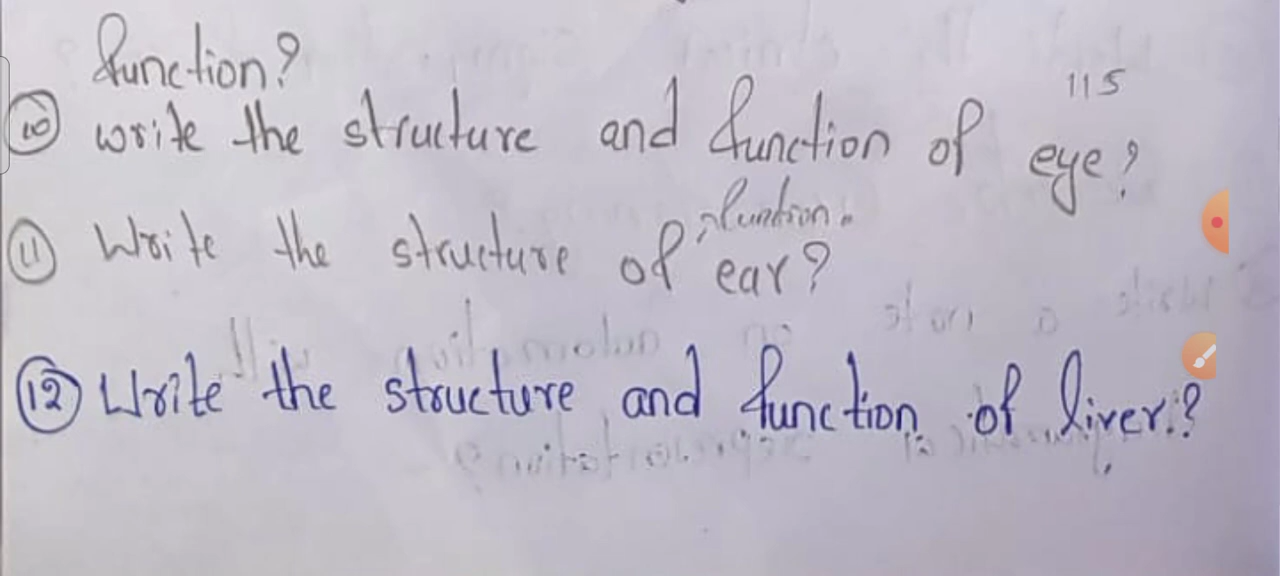 function?
115
10 write the structure and function of eye?
function.
11 Write the structure of ear?
12 Write the structure and function of liver?